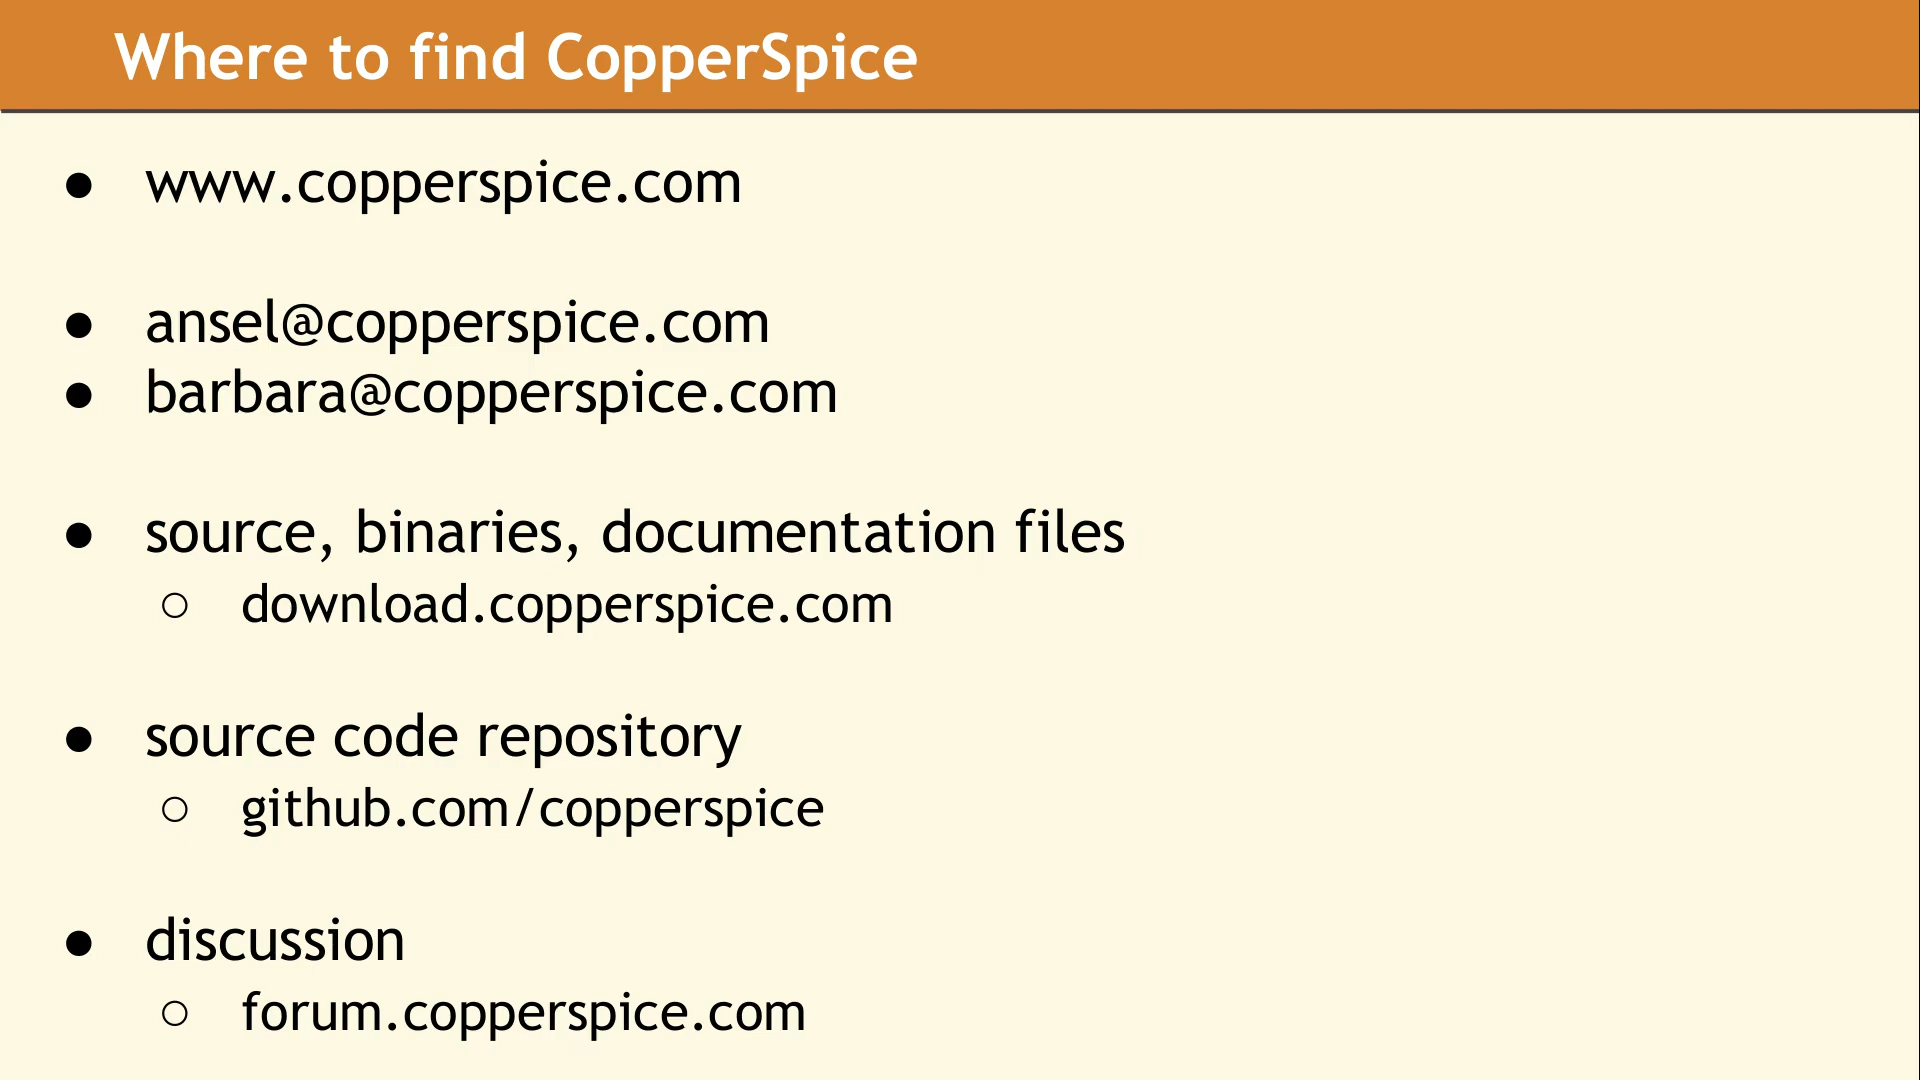 Where to find CopperSpice
● www.copperspice.com
● ansel@copperspice.com
● barbara@copperspice.com
● source, binaries, documentation files
○ download.copperspice.com
● source code repository
○ github.com/copperspice
● discussion
○ forum.copperspice.com